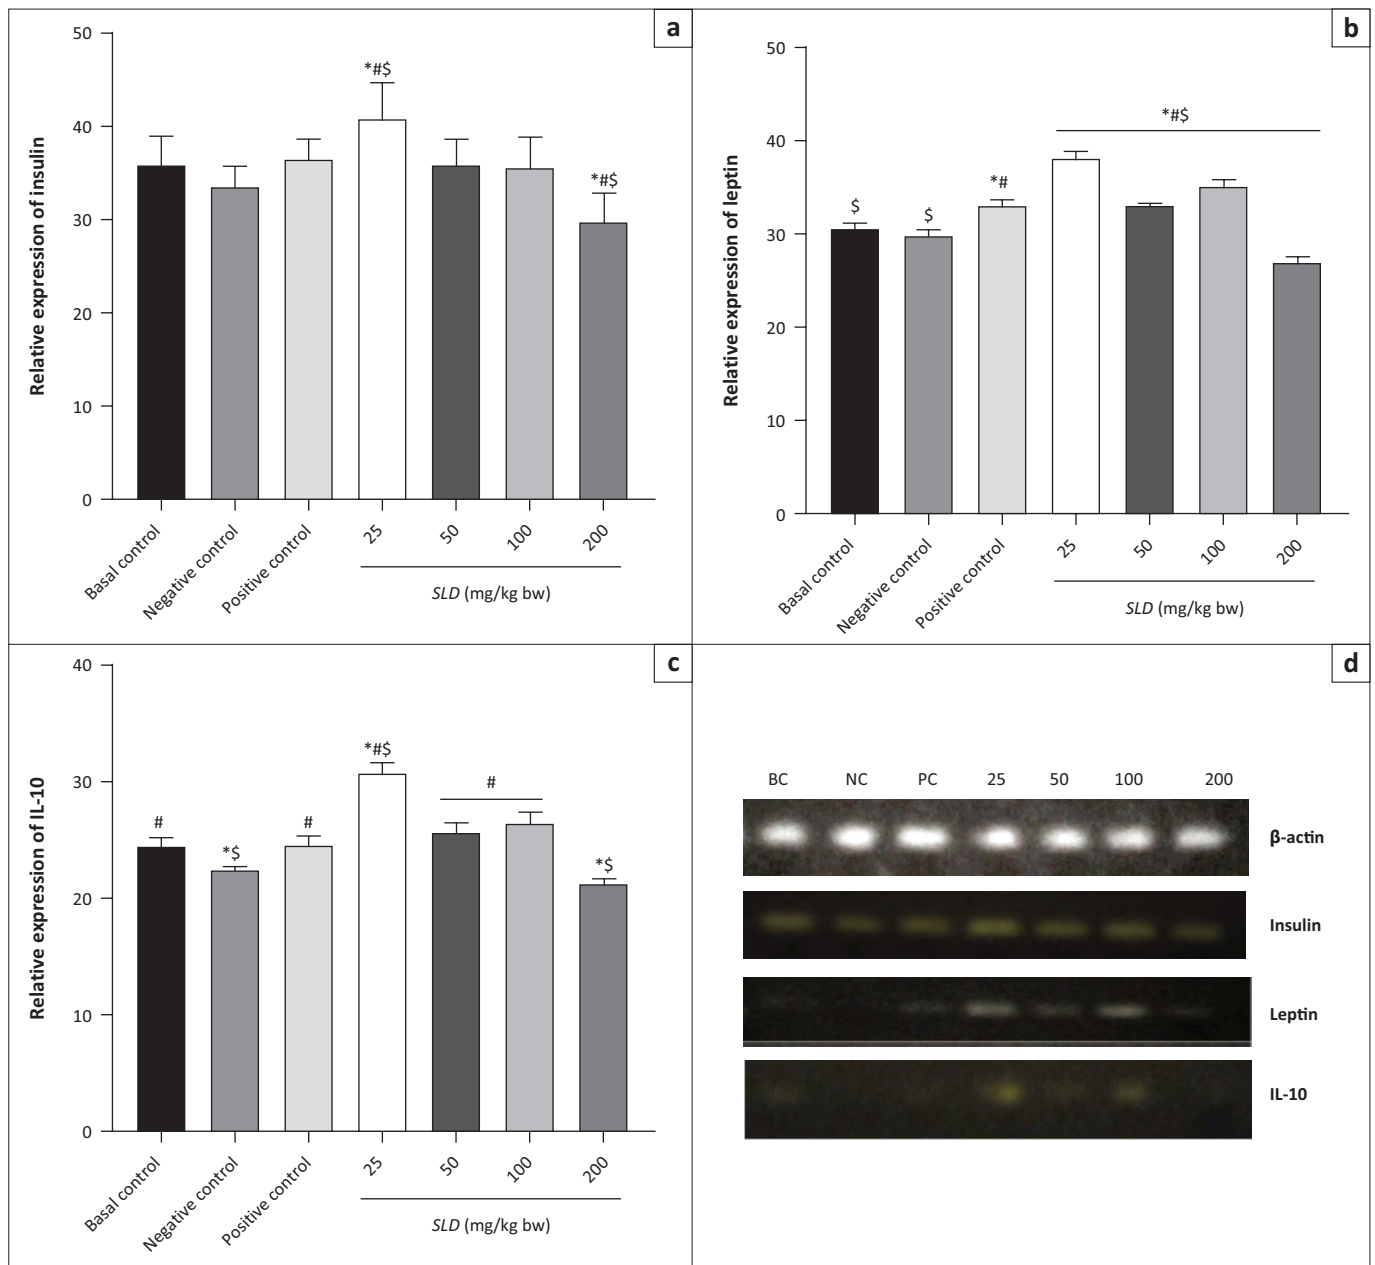 a
50
40
30
20
10
0
Relative expression of insulin
*#$
*#$
Basal control
Negative control
Positive control
25
50
100
200
SLD (mg/kg bw)
b
50
40
30
20
10
0
Relative expression of leptin
$
$
*#
*#$
Basal control
Negative control
Positive control
25
50
100
200
SLD (mg/kg bw)
c
40
30
20
10
0
Relative expression of IL-10
#
*$
#
*#$
#
*$
Basal control
Negative control
Positive control
25
50
100
200
SLD (mg/kg bw)
d
BC NC PC 25 50 100 200
β-actin
Insulin
Leptin
IL-10